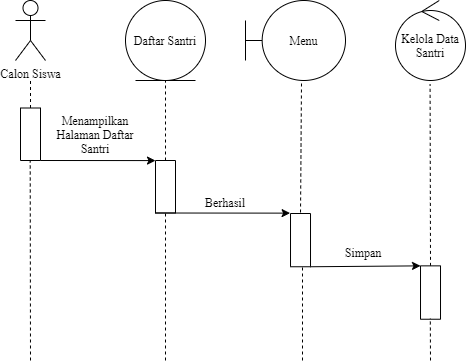 Calon Siswa
Daftar Santri
Menu
Kelola Data
Santri
Menampilkan
Halaman Daftar
Santri
Berhasil
Simpan